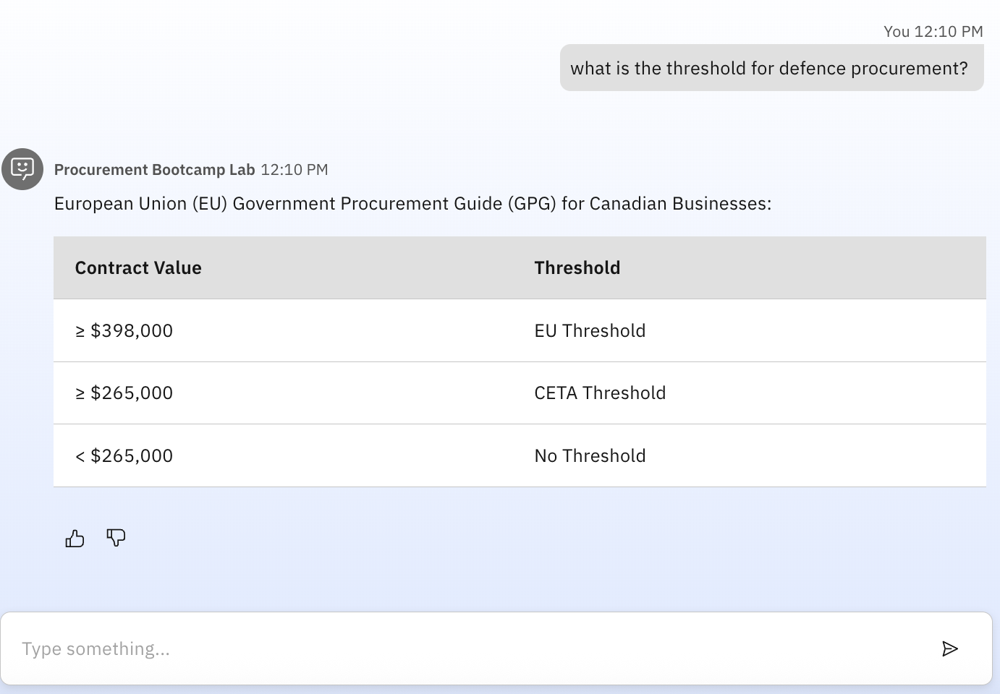 You 12:10 PM
what is the threshold for defence procurement?
Procurement Bootcamp Lab 12:10 PM
European Union (EU) Government Procurement Guide (GPG) for Canadian Businesses:
Contract Value Threshold
≥ $398,000 EU Threshold
≥ $265,000 CETA Threshold
< $265,000 No Threshold
Type something...